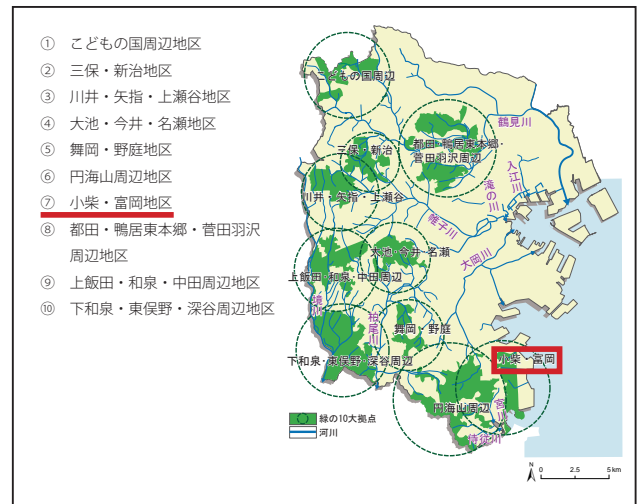 ① こどもの国周辺地区
② 三保・新治地区
③ 川井・矢指・上瀬谷地区
④ 大池・今井・名瀬地区
⑤ 舞岡・野庭地区
⑥ 円海山周辺地区
⑦ 小柴・富岡地区
⑧ 都田・鴨居東本郷・菅田羽沢
周辺地区
⑨ 上飯田・和泉・中田周辺地区
⑩ 下和泉・東俣野・深谷周辺地区
こどもの国周辺
鶴見川
都田・鴨居東本郷・
菅田羽沢周辺
三保・新治
入江川
滝の川
川井・矢指・上瀬谷
帷子川
大岡川
大池・今井・名瀬
上飯田・和泉・中田周辺
境川
柏尾川
舞岡・野庭
下和泉・東俣野・深谷周辺
小柴・富岡
円海山周辺
宮川
侍従川
緑の10大拠点
河川
N
0 2.5 5km